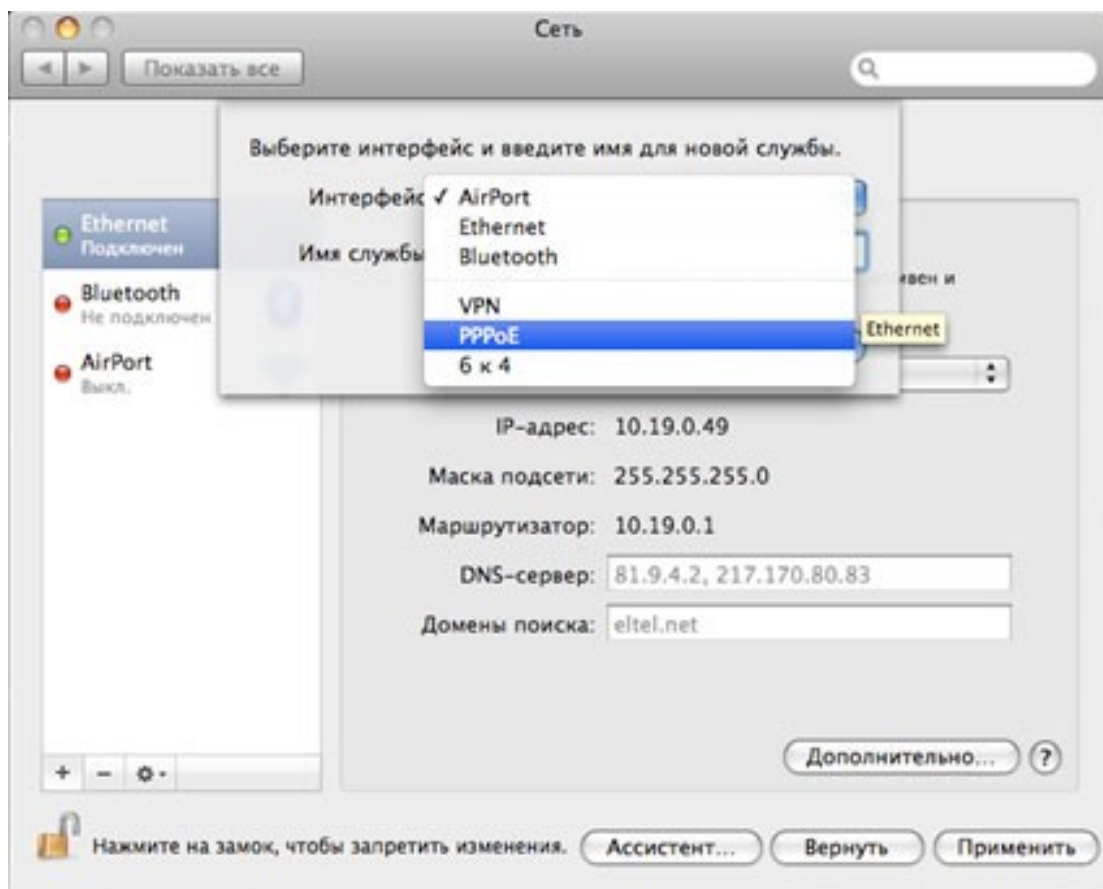 Сеть
Показать все
Выберите интерфейс и введите имя для новой службы.
Интерфейс ✓ AirPort
Ethernet
Имя службы
Bluetooth
VPN
PPPoE
6 к 4
Ethernet
Ethernet
Подключен
Bluetooth
Не подключен
AirPort
Выкл.
ивен и
IP-адрес: 10.19.0.49
Маска подсети: 255.255.255.0
Маршрутизатор: 10.19.0.1
DNS-сервер: 81.9.4.2, 217.170.80.83
Домены поиска: eltel.net
Дополнительно... ?
+ −
Нажмите на замок, чтобы запретить изменения.
Ассистент...
Вернуть
Применить